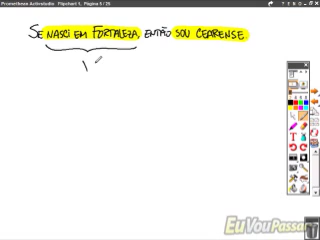 Promethean Activstudio - Flipchart 1, Página 5 / 25
SE NASCI EM FORTALEZA, ENTÃO SOU CEARENSE
EuVouPassar